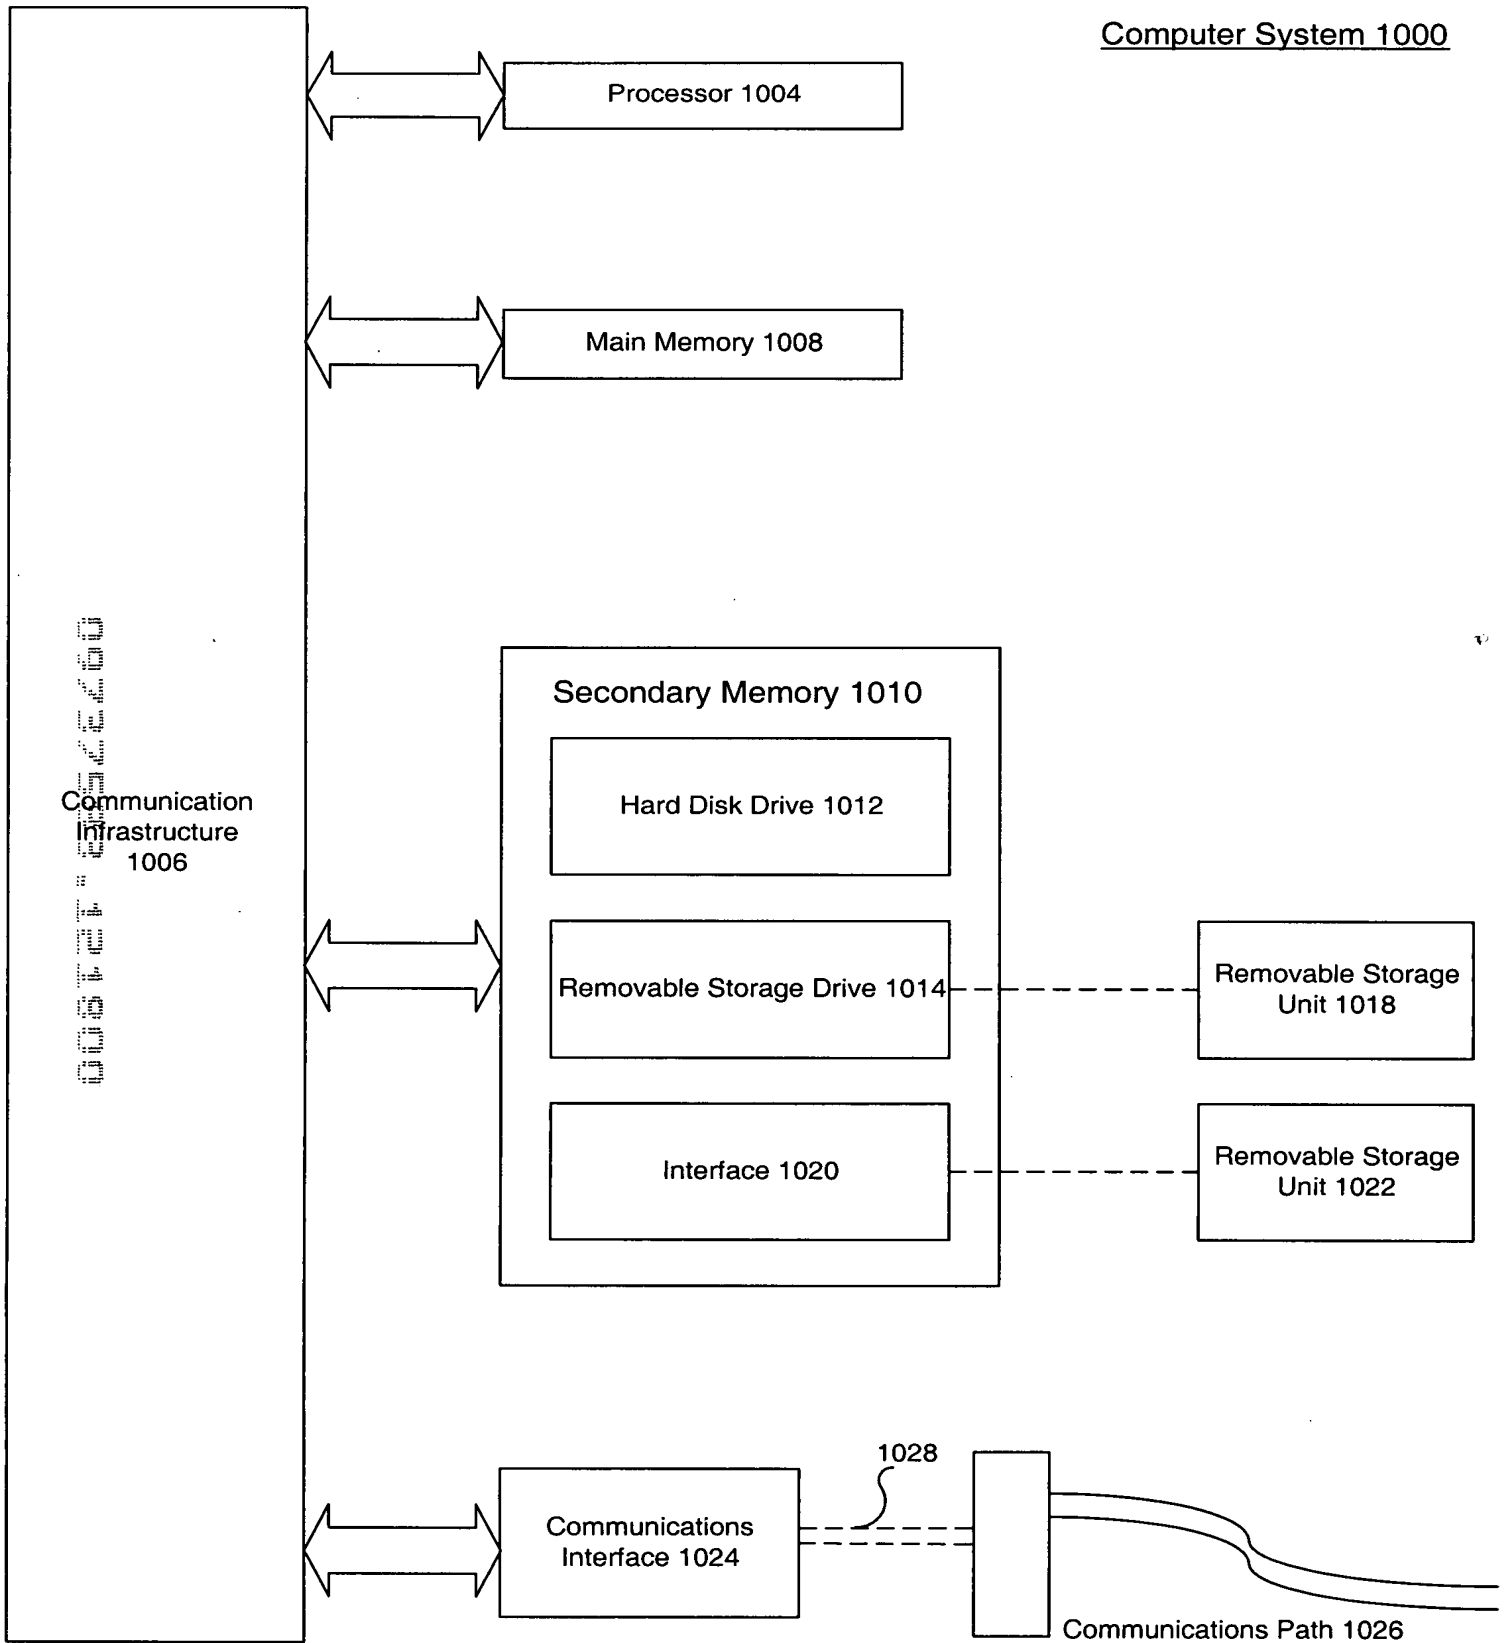 Computer System 1000
Processor 1004
Main Memory 1008
Secondary Memory 1010
Hard Disk Drive 1012
Communication
Infrastructure
1006
Removable Storage Drive 1014
Removable Storage
Unit 1018
Interface 1020
Removable Storage
Unit 1022
1028
Communications
Interface 1024
Communications Path 1026